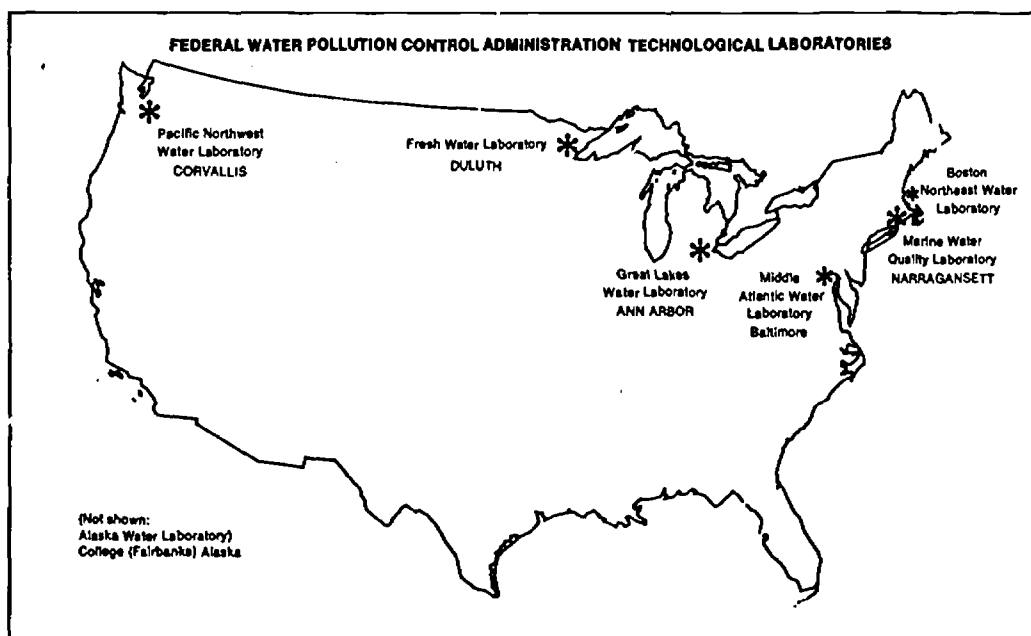 FEDERAL WATER POLLUTION CONTROL ADMINISTRATION TECHNOLOGICAL LABORATORIES
Pacific Northwest
Water Laboratory
CORVALLIS
Fresh Water Laboratory
DULUTH
Boston
Northeast Water
Laboratory
Marine Water
Quality Laboratory
NARRAGANSETT
Great Lakes
Water Laboratory
ANN ARBOR
Middle
Atlantic Water
Laboratory
Baltimore
(Not shown:
Alaska Water Laboratory)
College (Fairbanks) Alaska